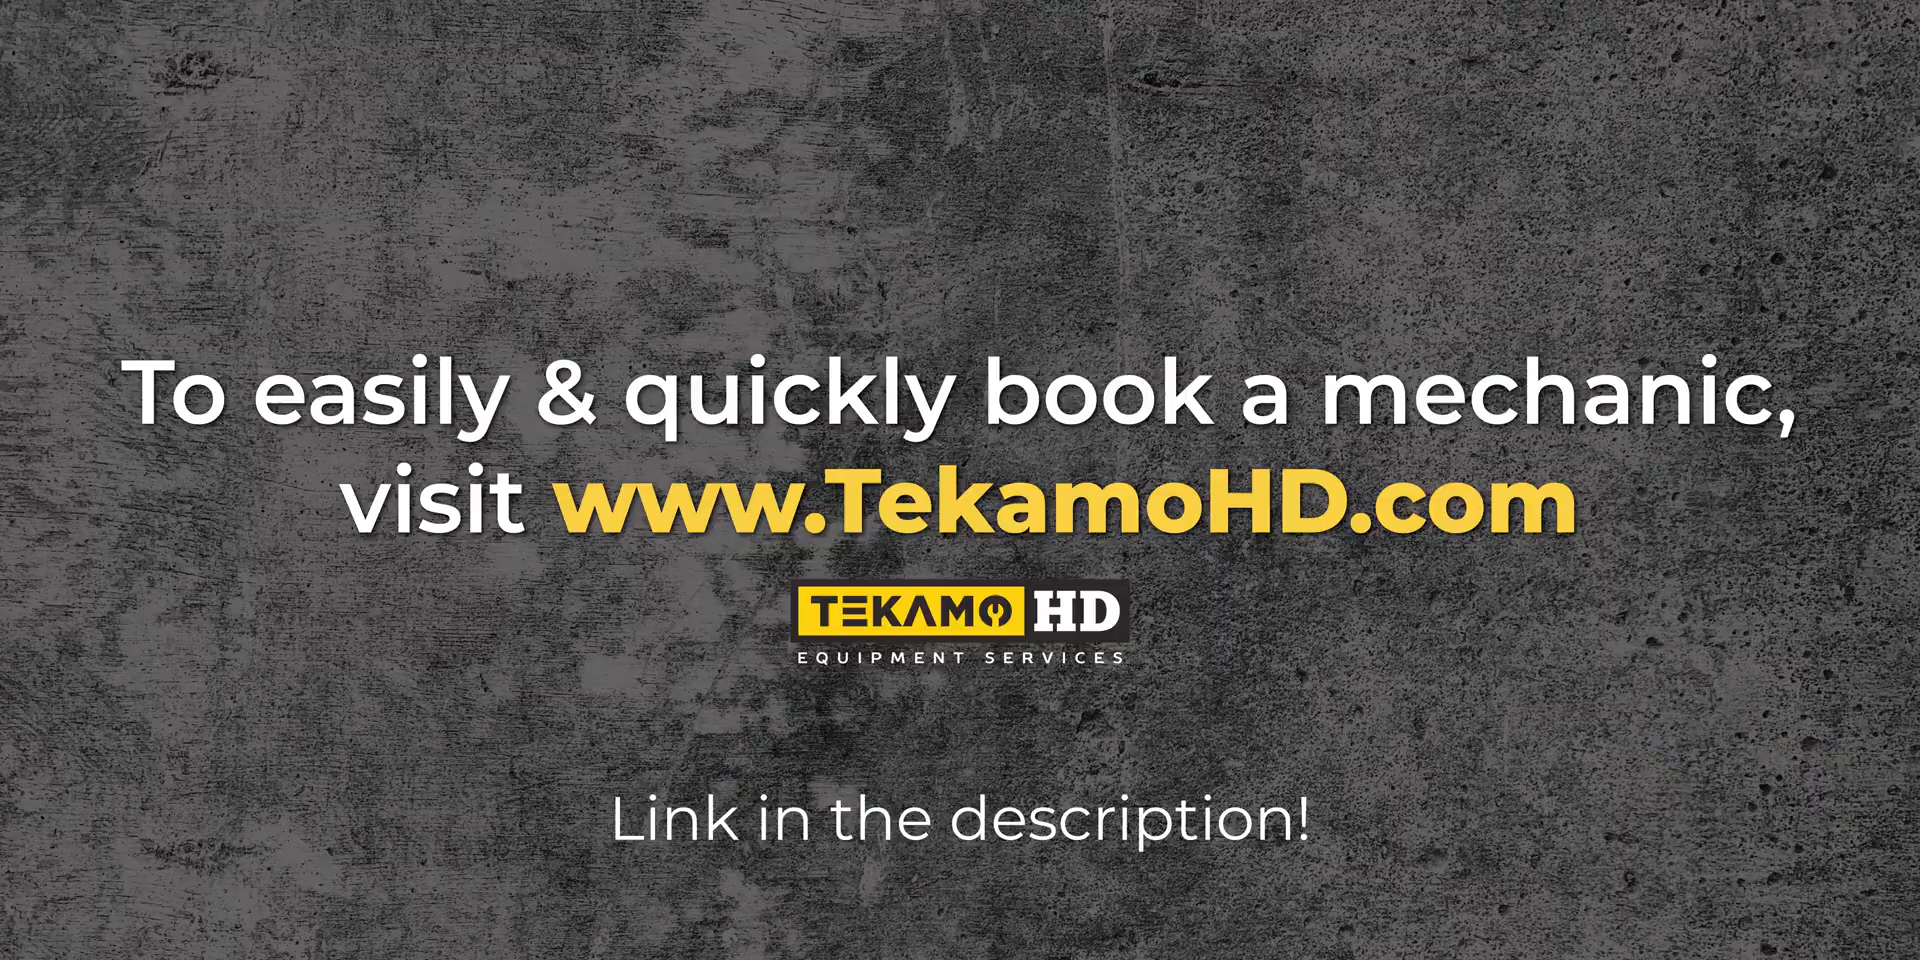 To easily & quickly book a mechanic,
visit www.TekamoHD.com
TEKAMO HD
EQUIPMENT SERVICES
Link in the description!